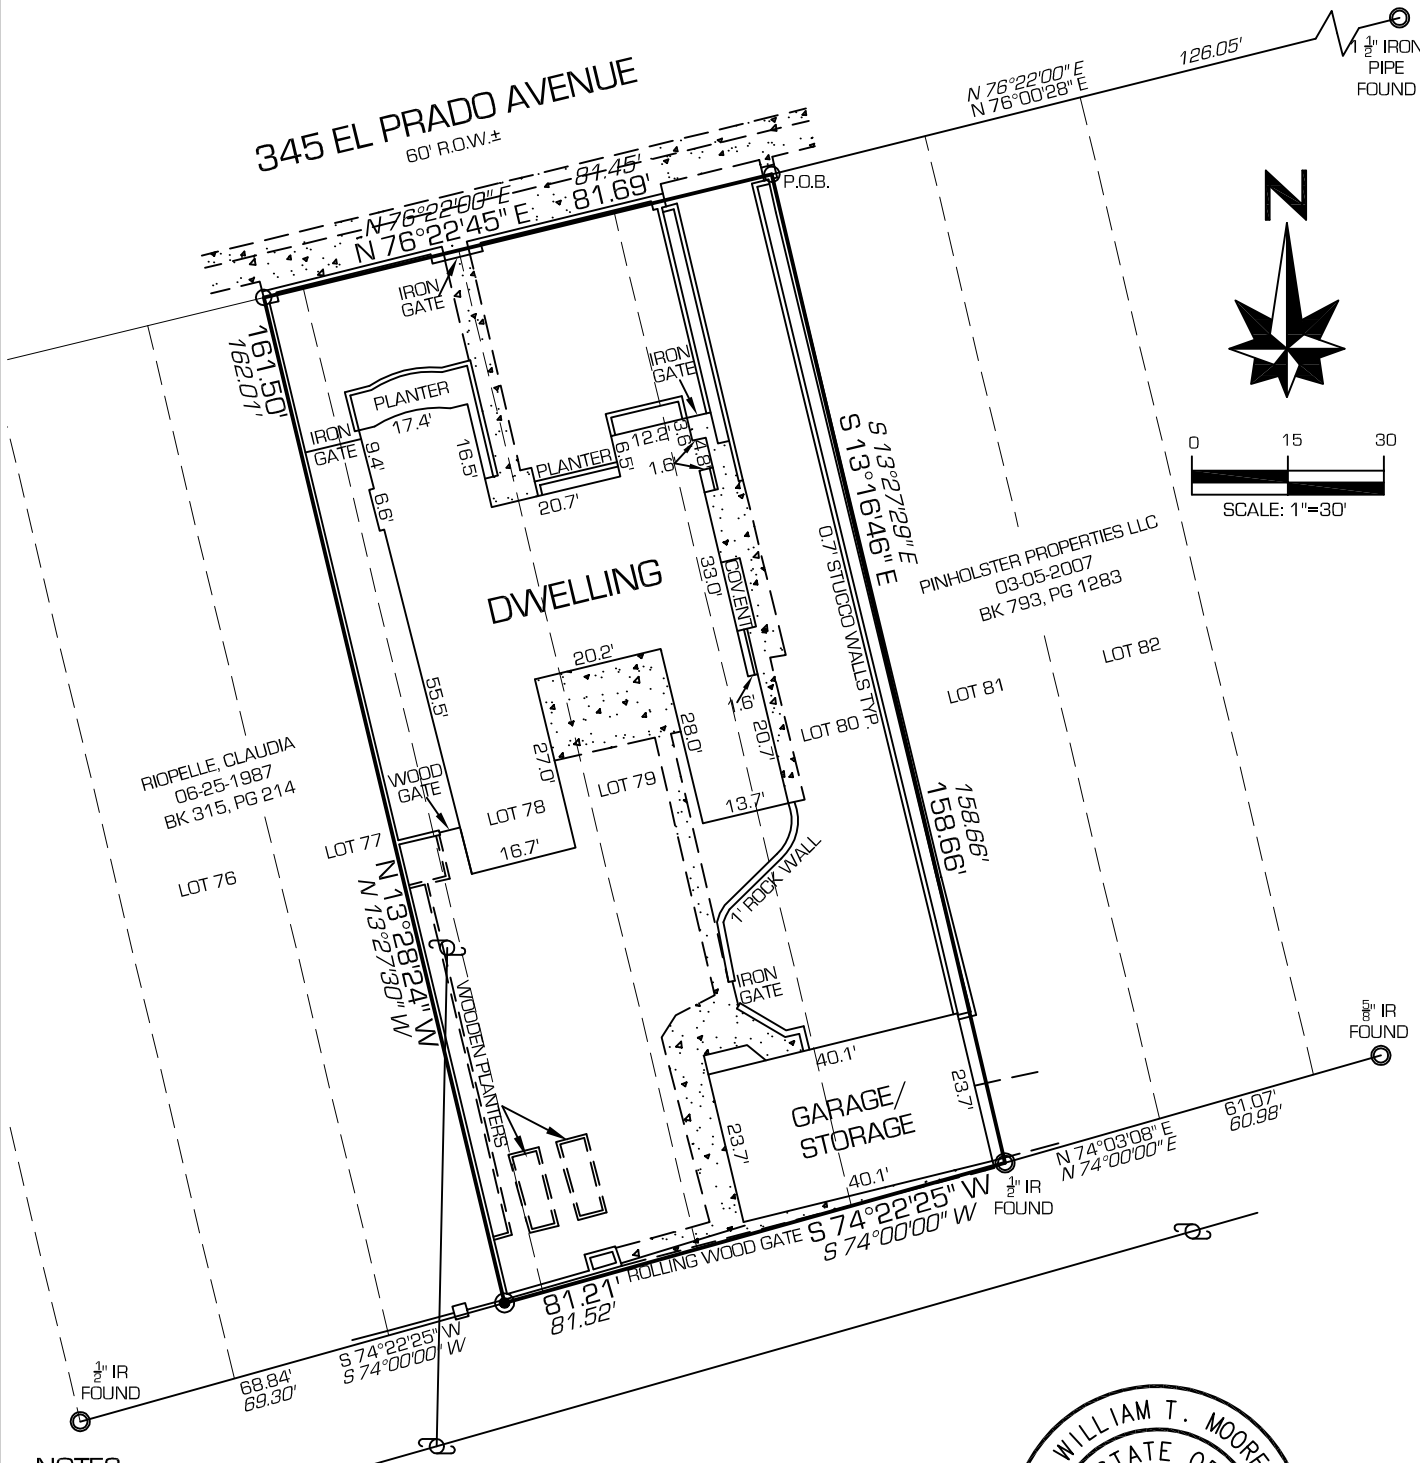 345 EL PRADO AVENUE
60' R.O.W.±
N 76°22'00" E
81.45'
N 76°22'45" E
81.69'
N 76°22'00" E
N 76°00'28" E
126.05'
1 1/2" IRON
PIPE
FOUND
P.O.B.
N
0 15 30
SCALE: 1"=30'
161.50'
162.01'
IRON
GATE
IRON
GATE
IRON
GATE
PLANTER
17.4'
9.4'
6.6'
16.5'
PLANTER
20.7'
6.5'
12.2'
3.6'
4.8'
1.6'
S 13°27'29" E
S 13°16'46" E
0.7' STUCCO WALLS TYP.
PINHOLSTER PROPERTIES LLC
03-05-2007
BK 793, PG 1283
LOT 82
LOT 81
LOT 80
DWELLING
33.0'
COV.ENT
1.6'
20.7'
20.2'
28.0'
27.0'
55.5'
RIOPELLE, CLAUDIA
06-25-1987
BK 315, PG 214
LOT 76
LOT 77
WOOD
GATE
LOT 78
LOT 79
16.7'
13.7'
1' ROCK WALL
158.66'
158.66'
N 13°28'24" W
N 13°27'30" W
WOODEN PLANTERS
IRON
GATE
40.1'
GARAGE/
STORAGE
23.7'
23.7'
40.1'
5/8" IR
FOUND
61.07'
60.98'
N 74°03'08" E
N 74°00'00" E
1/2" IR
FOUND
S 74°22'25" W
S 74°00'00" W
ROLLING WOOD GATE
81.21'
81.52'
S 74°22'25" W
S 74°00'00" W
68.84'
69.30'
1/2" IR
FOUND
NOTES
WILLIAM T. MOORE
STATE OF